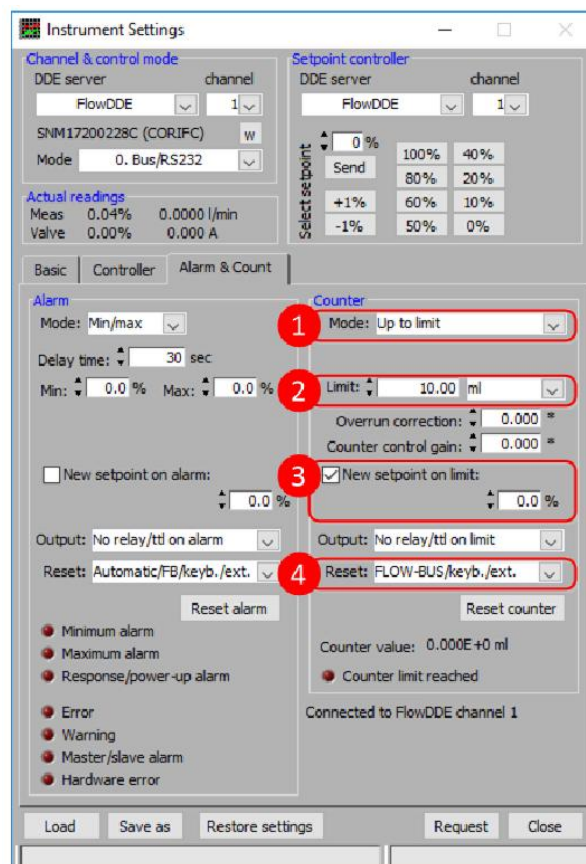 Instrument Settings
Channel & control mode
DDE server channel
FlowDDE 1
SNM17200228C (CORIFC) w
Mode 0. Bus/RS232
Actual readings
Meas 0.04% 0.0000 l/min
Valve 0.00% 0.000 A
Setpoint controller
DDE server channel
FlowDDE 1
Select setpoint
0 %
Send
+1%
-1%
100% 40%
80% 20%
60% 10%
50% 0%
Basic Controller Alarm & Count
Alarm
Mode: Min/max
Delay time: 30 sec
Min: 0.0 % Max: 0.0 %
New setpoint on alarm:
0.0 %
Output: No relay/ttl on alarm
Reset: Automatic/FB/keyb./ext.
Reset alarm
Minimum alarm
Maximum alarm
Response/power-up alarm
Error
Warning
Master/slave alarm
Hardware error
Counter
1 Mode: Up to limit
2 Limit: 10.00 ml
Overrun correction: 0.000 *
Counter control gain: 0.000 *
3 New setpoint on limit:
0.0 %
Output: No relay/ttl on limit
4 Reset: FLOW-BUS/keyb./ext.
Reset counter
Counter value: 0.000E+0 ml
Counter limit reached
Connected to FlowDDE channel 1
Load Save as Restore settings Request Close